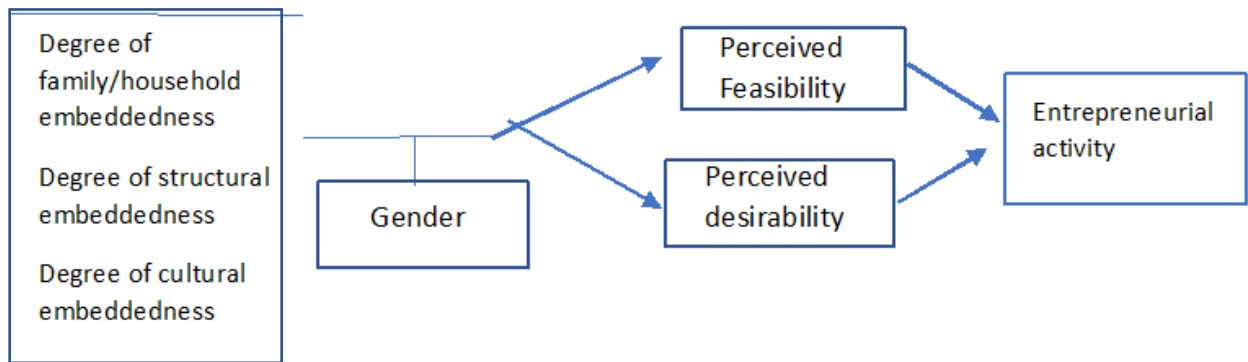 Degree of
family/household
embeddedness
Degree of structural
embeddedness
Degree of cultural
embeddedness
Gender
Perceived
Feasibility
Perceived
desirability
Entrepreneurial
activity